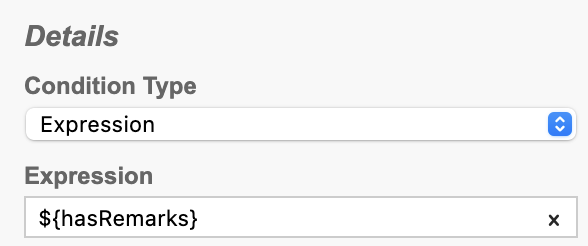 Details
Condition Type
Expression
Expression
${hasRemarks}
x